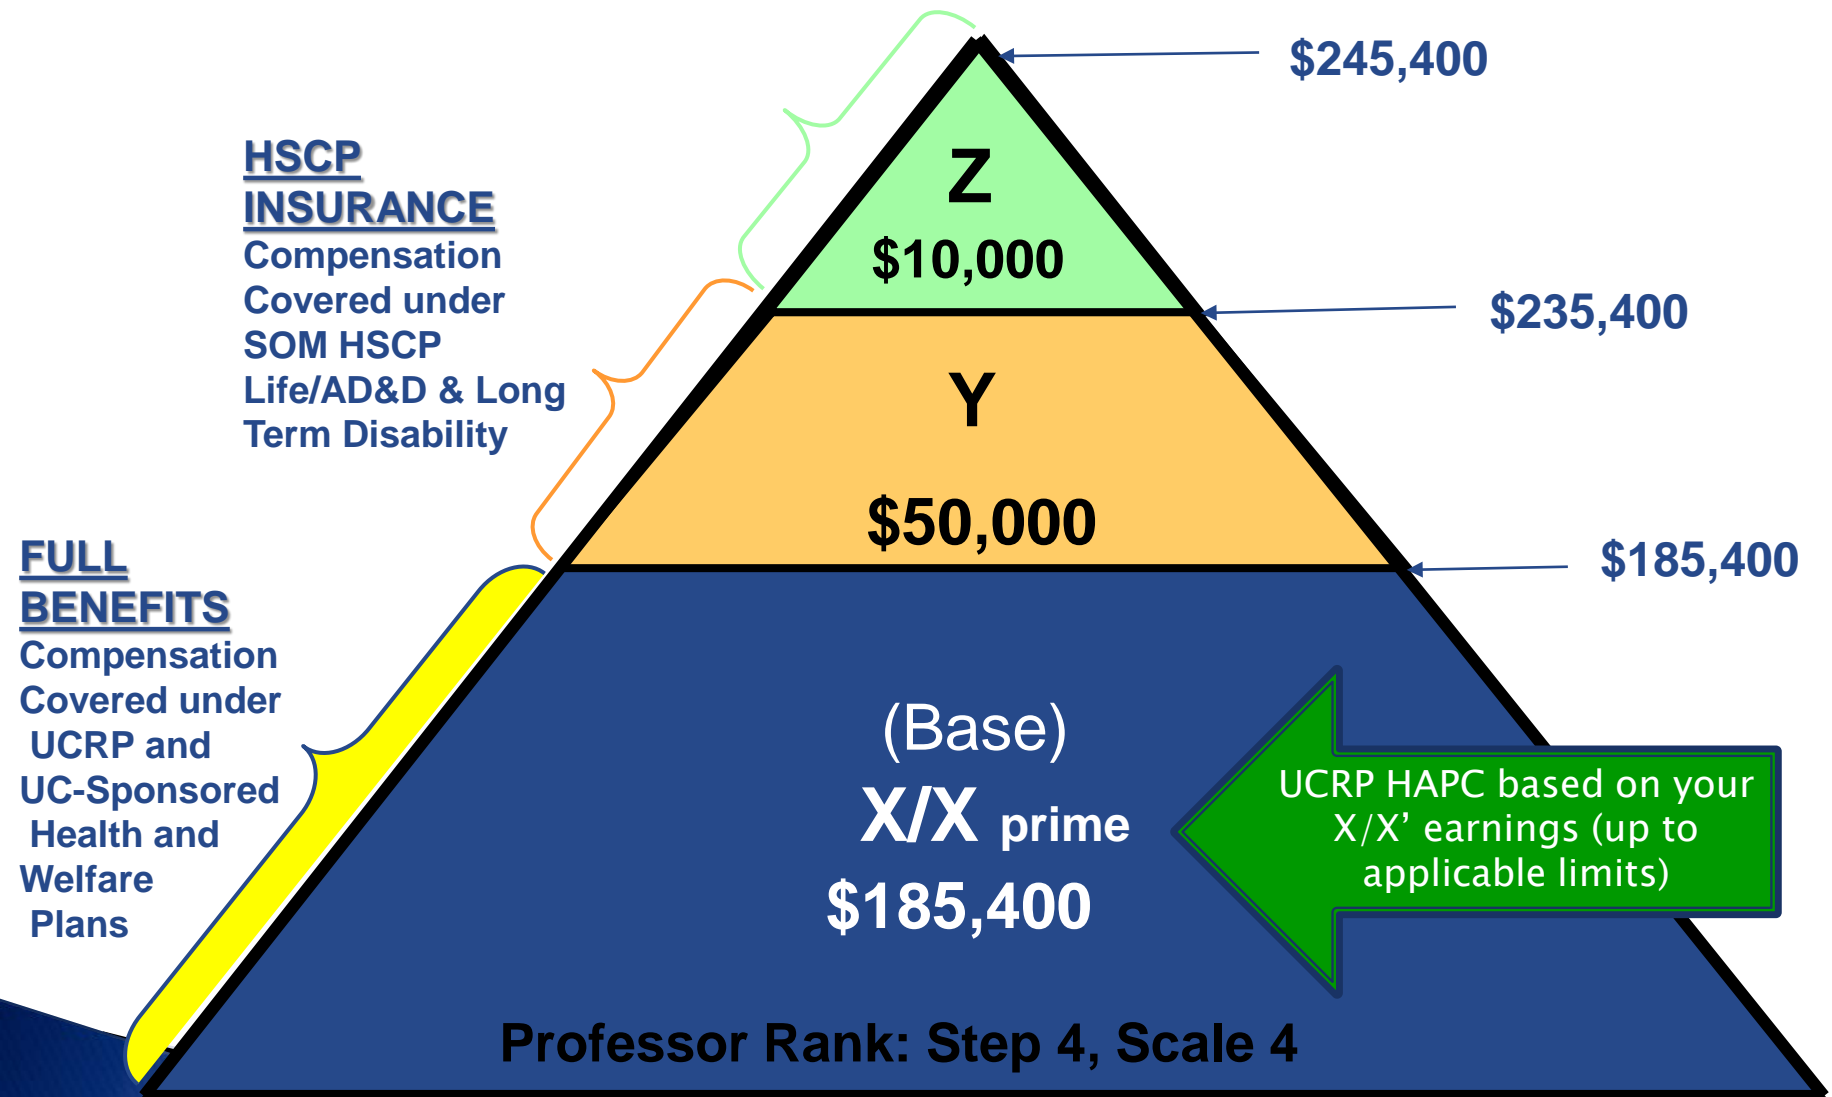 $245,400
HSCP
INSURANCE
Compensation
Covered under
SOM HSCP
Life/AD&D & Long
Term Disability
Z
$10,000
$235,400
Y
$50,000
$185,400
FULL
BENEFITS
Compensation
Covered under
UCRP and
UC-Sponsored
Health and
Welfare
Plans
(Base)
X/X prime
$185,400
UCRP HAPC based on your
X/X’ earnings (up to
applicable limits)
Professor Rank: Step 4, Scale 4